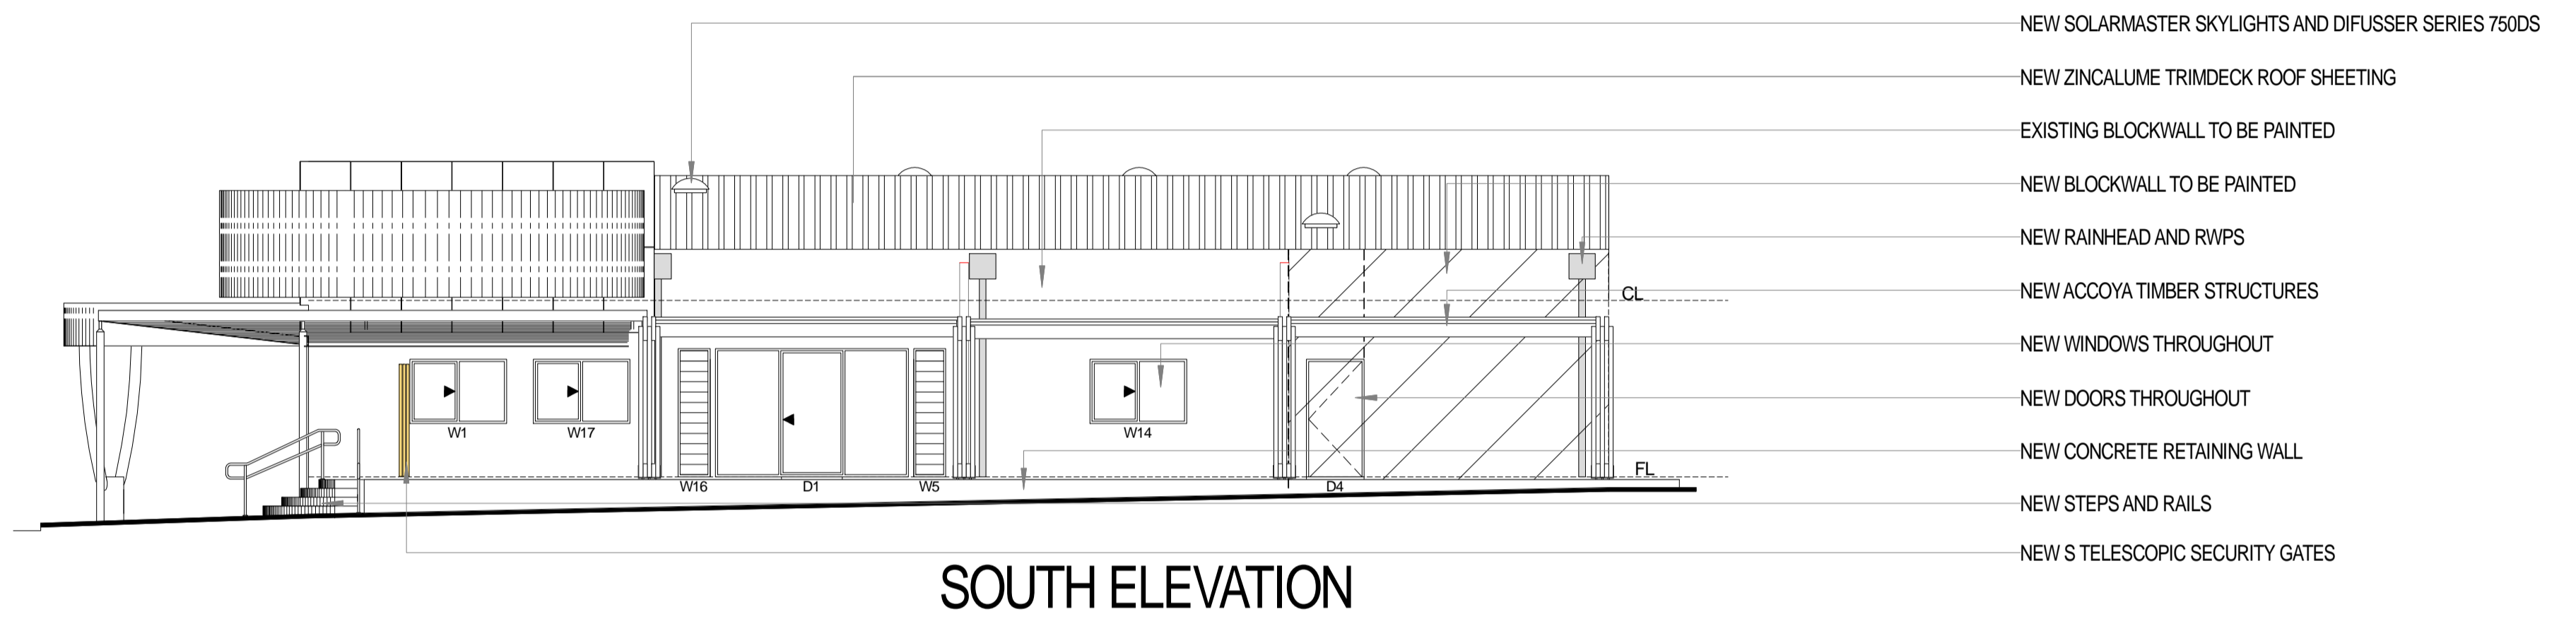 NEW SOLARMASTER SKYLIGHTS AND DIFUSSER SERIES 750DS
NEW ZINCALUME TRIMDECK ROOF SHEETING
EXISTING BLOCKWALL TO BE PAINTED
NEW BLOCKWALL TO BE PAINTED
NEW RAINHEAD AND RWPS
NEW ACCOYA TIMBER STRUCTURES
NEW WINDOWS THROUGHOUT
NEW DOORS THROUGHOUT
NEW CONCRETE RETAINING WALL
NEW STEPS AND RAILS
NEW S TELESCOPIC SECURITY GATES
CL
W1
W17
W14
FL
W16
D1
W5
D4
SOUTH ELEVATION